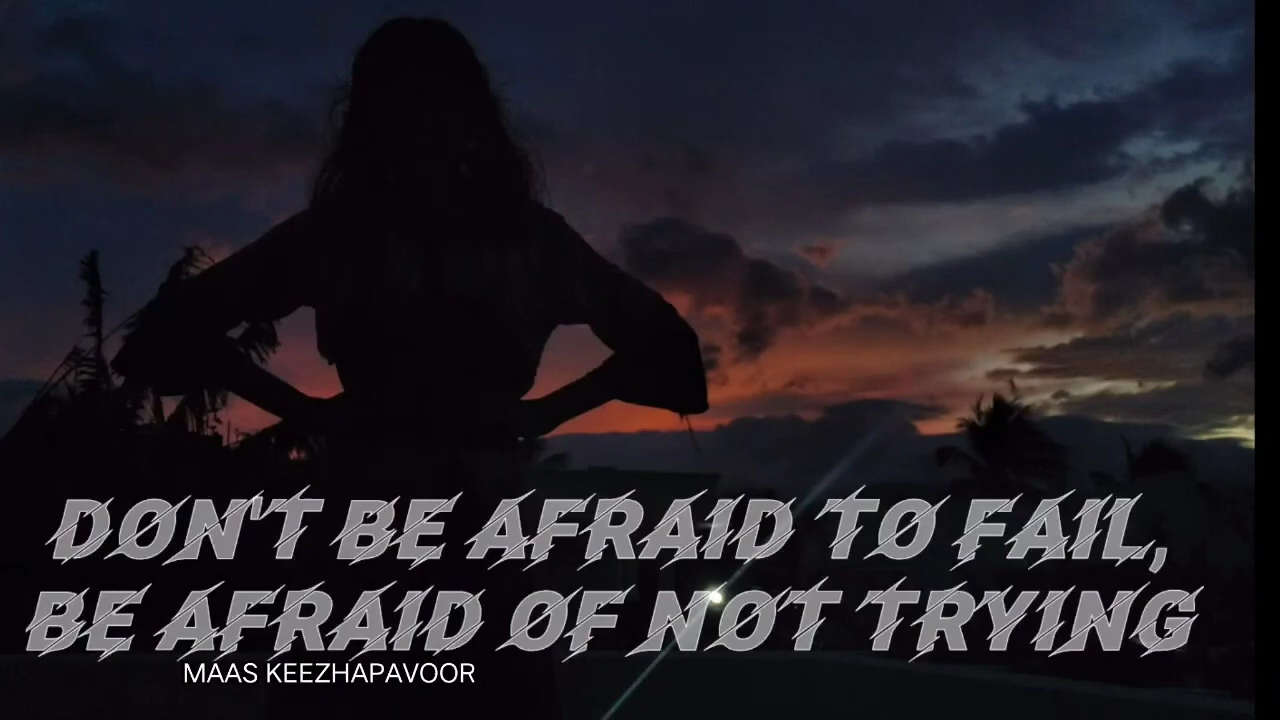 DON'T BE AFRAID TO FAIL,
BE AFRAID OF NOT TRYING
MAAS KEEZHAPAVOOR